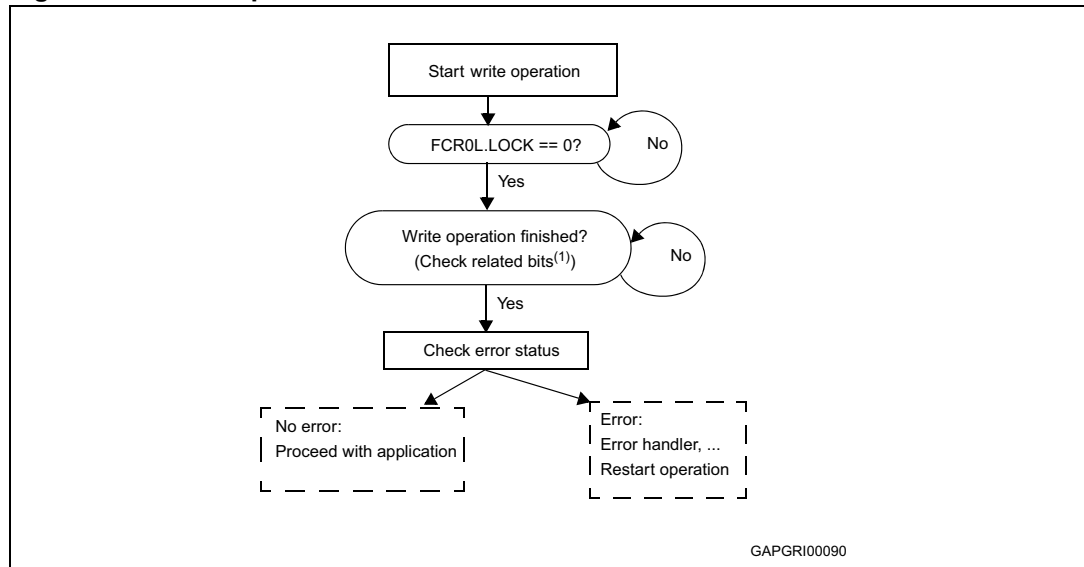 Start write operation
FCR0L.LOCK == 0?
No
Yes
Write operation finished?
(Check related bits(1))
No
Yes
Check error status
No error:
Proceed with application
Error:
Error handler, ...
Restart operation
GAPGRI00090